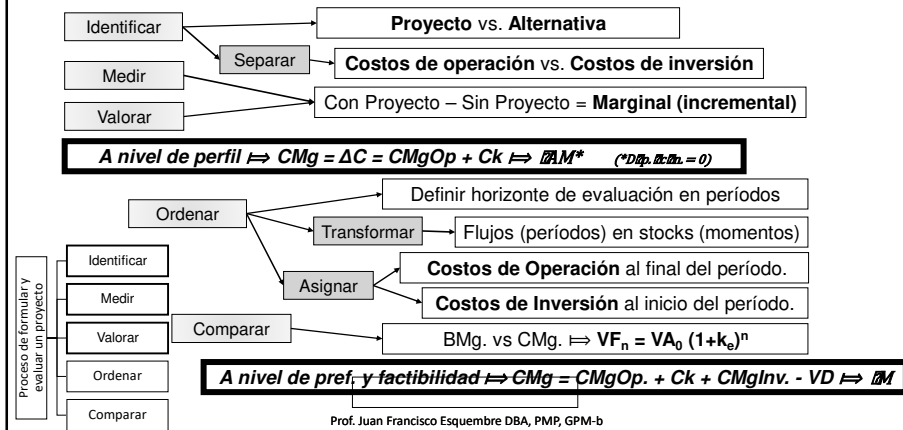 Identificar
Proyecto vs. Alternativa
Separar
Costos de operación vs. Costos de inversión
Medir
Con Proyecto – Sin Proyecto = Marginal (incremental)
Valorar
A nivel de perfil ⤇ CMg = ΔC = CMgOp + Ck ⤇
Definir horizonte de evaluación en períodos
Ordenar
Transformar
Flujos (períodos) en stocks (momentos)
Asignar
Costos de Operación al final del período.
Costos de Inversión al inicio del período.
Comparar
BMg. vs CMg. ⤇ VFn = VA0 (1+ke)n
A nivel de pref. y factibilidad ⤇ CMg = CMgOp. + Ck + CMgInv. - VD ⤇
Proceso de formular y
evaluar un proyecto
Identificar
Medir
Valorar
Ordenar
Comparar
Prof. Juan Francisco Esquembre DBA, PMP, GPM-b